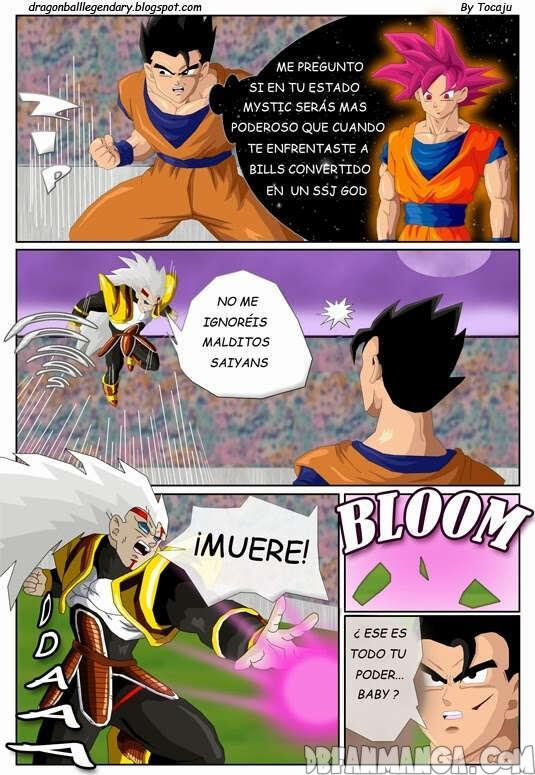 dragonballlegendary.blogspot.com
By Tocaju
ME PREGUNTO
SI EN TU ESTADO
MYSTIC SERÁS MAS
PODEROSO QUE CUANDO
TE ENFRENTASTE A
BILLS CONVERTIDO
EN UN SSJ GOD
NO ME
IGNORÉIS
MALDITOS
SAIYANS
¡MUERE!
BLOOM
¿ ESE ES
TODO TU
PODER...
BABY ?
DBFANMANGA.COM